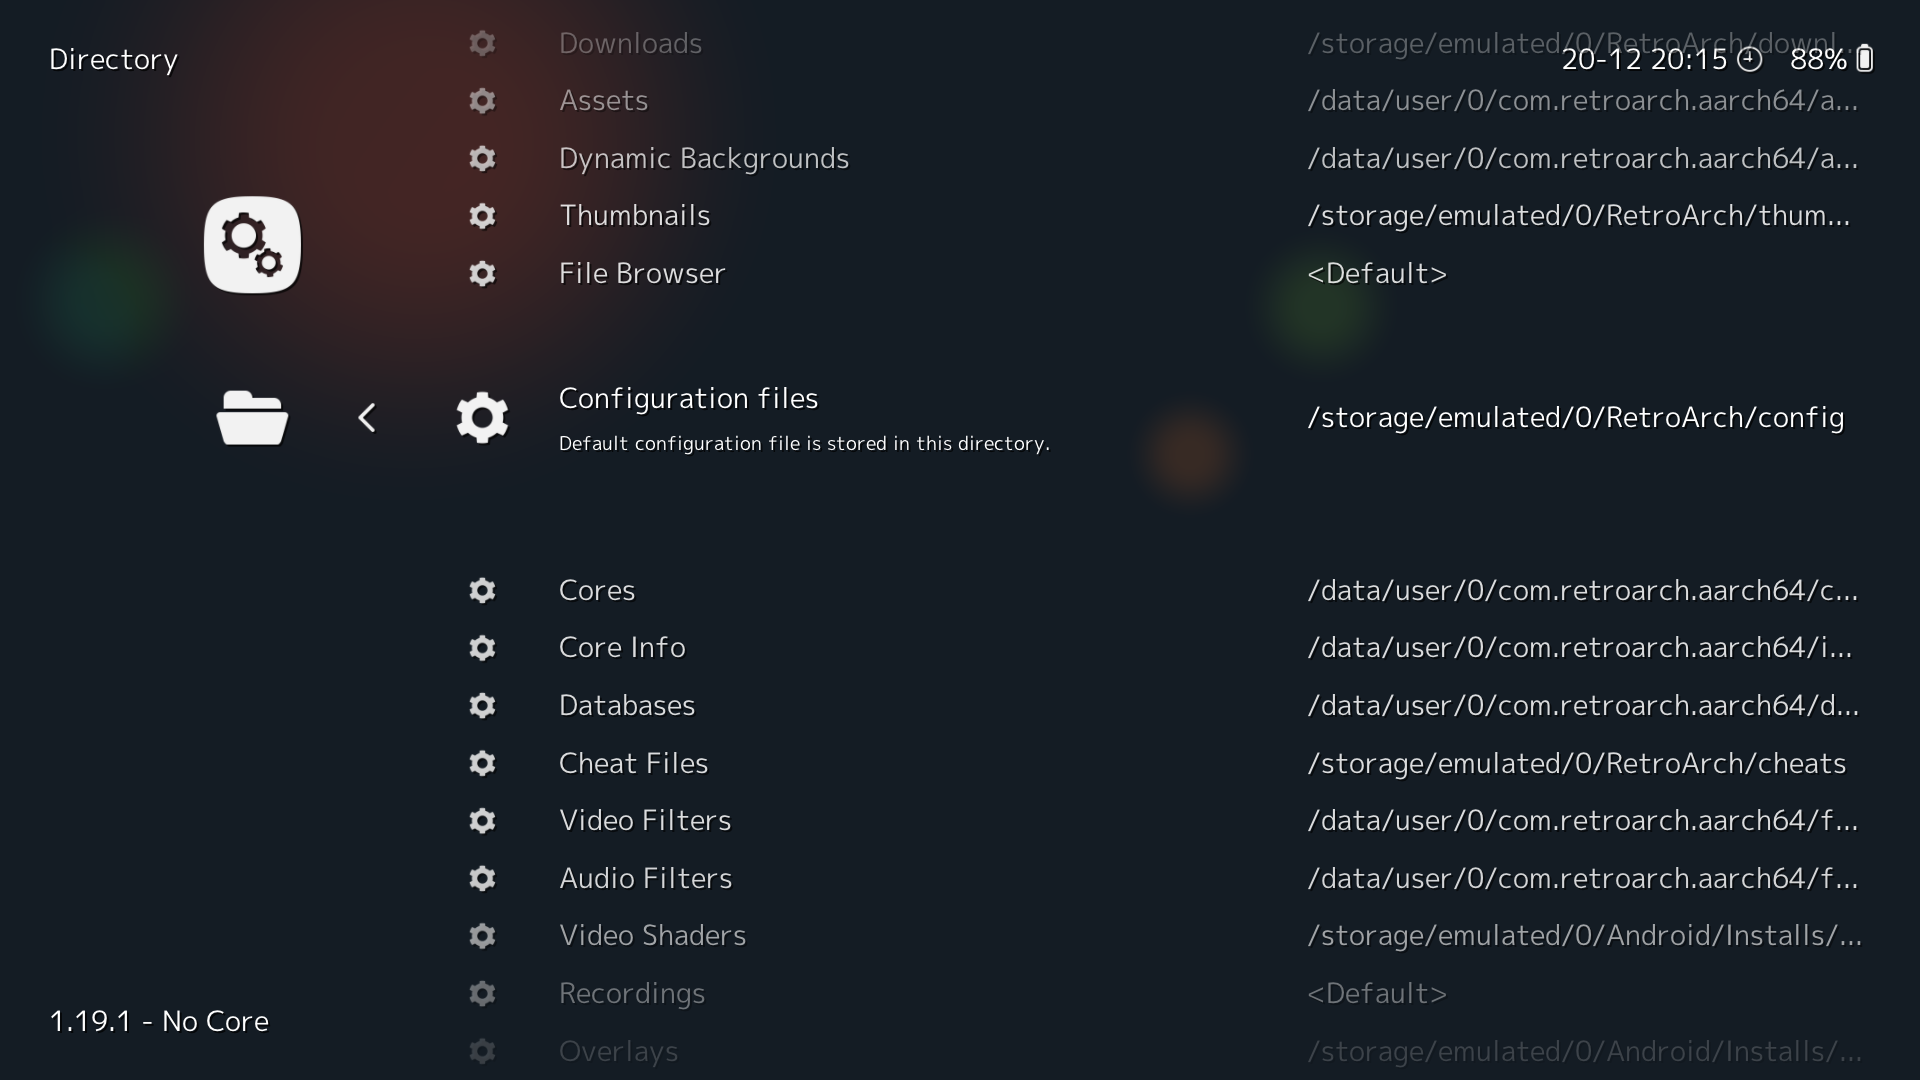 Directory
20-12 20:15 88%
Downloads /storage/emulated/0/RetroArch/downl...
Assets /data/user/0/com.retroarch.aarch64/a...
Dynamic Backgrounds /data/user/0/com.retroarch.aarch64/a...
Thumbnails /storage/emulated/0/RetroArch/thum...
File Browser <Default>
Configuration files /storage/emulated/0/RetroArch/config
Default configuration file is stored in this directory.
Cores /data/user/0/com.retroarch.aarch64/c...
Core Info /data/user/0/com.retroarch.aarch64/i...
Databases /data/user/0/com.retroarch.aarch64/d...
Cheat Files /storage/emulated/0/RetroArch/cheats
Video Filters /data/user/0/com.retroarch.aarch64/f...
Audio Filters /data/user/0/com.retroarch.aarch64/f...
Video Shaders /storage/emulated/0/Android/Installs/...
Recordings <Default>
Overlays /storage/emulated/0/Android/Installs/...
1.19.1 - No Core